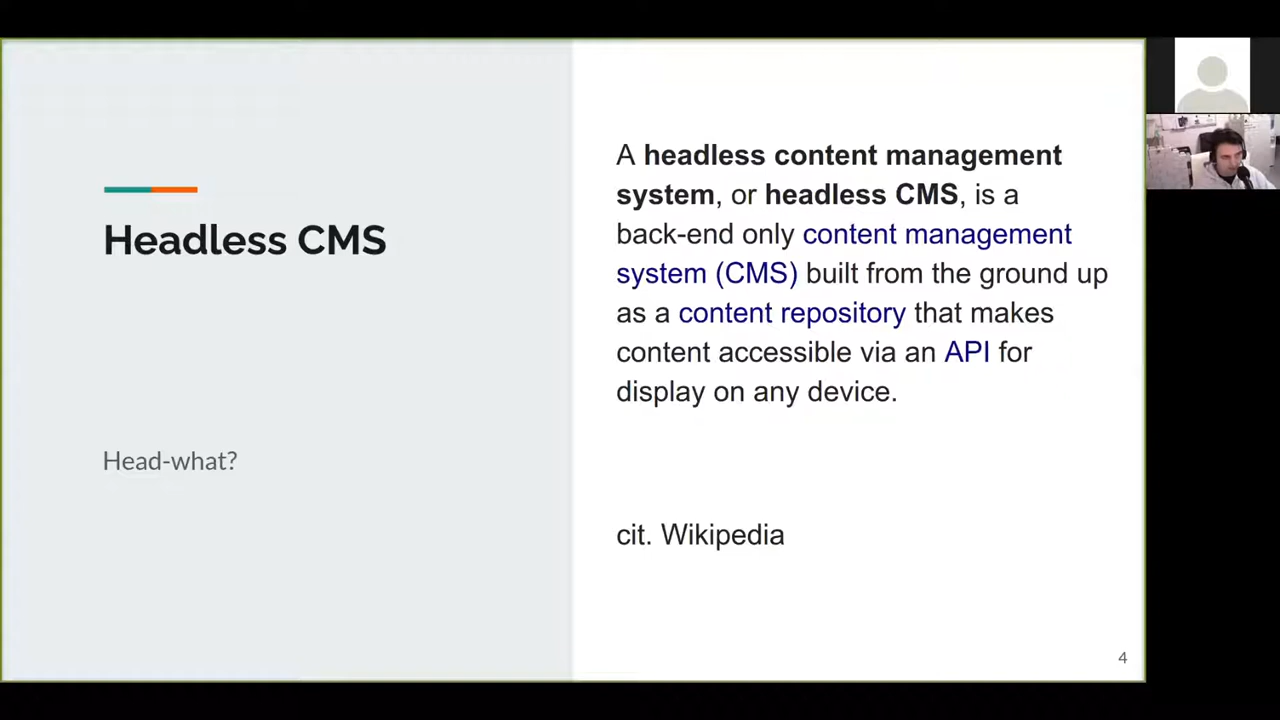 Headless CMS
Head-what?
A headless content management
system, or headless CMS, is a
back-end only content management
system (CMS) built from the ground up
as a content repository that makes
content accessible via an API for
display on any device.
cit. Wikipedia
4